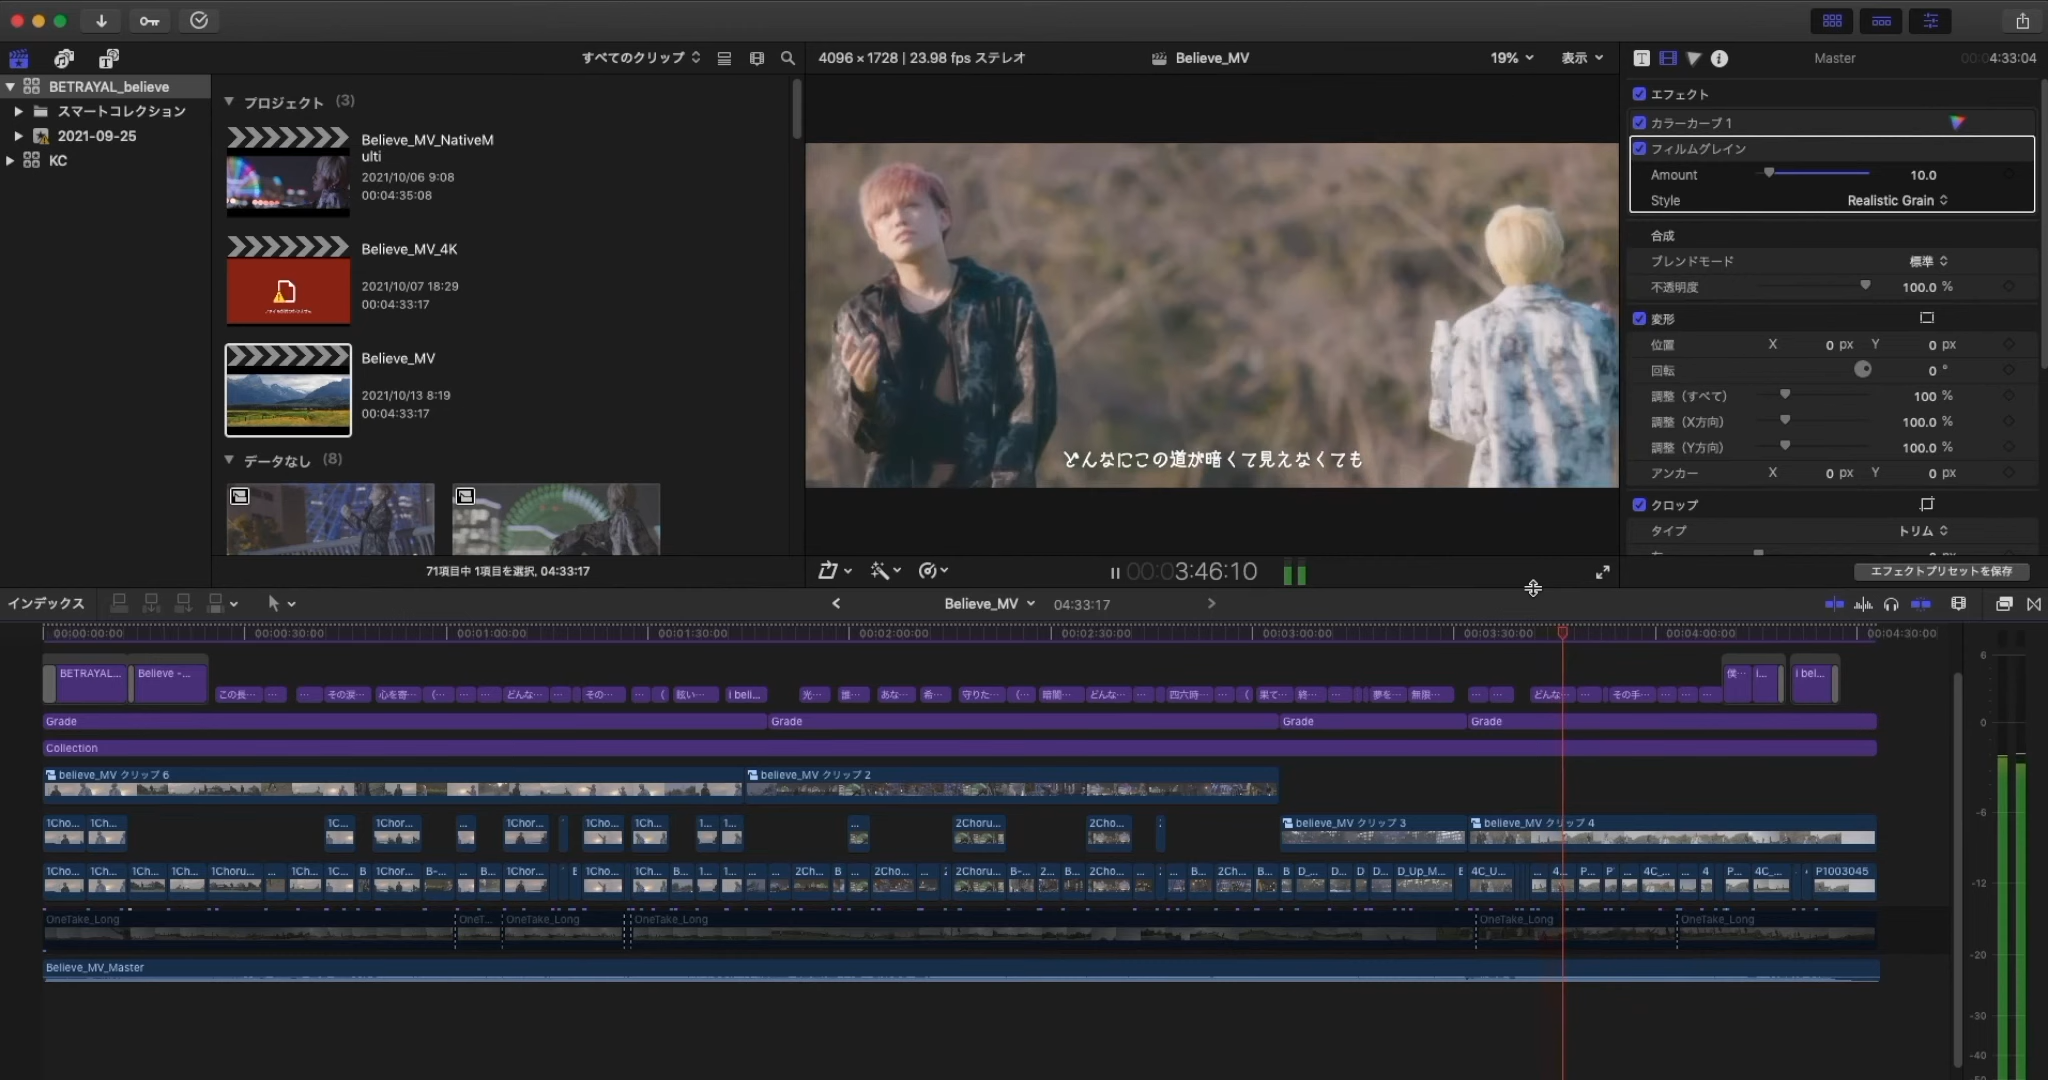 すべてのクリップ
4096 × 1728 | 23.98 fps ステレオ
Believe_MV
19%
表示
Master
00:04:33:04
BETRAYAL_believe
スマートコレクション
2021-09-25
KC
プロジェクト (3)
Believe_MV_NativeM
ulti
2021/10/06 9:08
00:04:35:08
Believe_MV_4K
2021/10/07 18:29
00:04:33:17
Believe_MV
2021/10/13 8:19
00:04:33:17
データなし (8)
71項目中 1項目を選択, 04:33:17
どんなにこの道が暗くて見えなくても
00:03:46:10
エフェクト
カラーカーブ 1
フィルムグレイン
Amount 10.0
Style Realistic Grain
合成
ブレンドモード 標準
不透明度 100.0 %
変形
位置 X 0 px Y 0 px
回転 0 °
調整（すべて） 100 %
調整（X方向） 100.0 %
調整（Y方向） 100.0 %
アンカー X 0 px Y 0 px
クロップ
タイプ トリム
エフェクトプリセットを保存
インデックス
Believe_MV 04:33:17
00:00:00:00 00:00:30:00 00:01:00:00 00:01:30:00 00:02:00:00 00:02:30:00 00:03:00:00 00:03:30:00 00:04:00:00 00:04:30:00
BETRAYAL... Believe -... 僕… I... I bel...
この長… … … その涙… … 心を寄… (… … … どんな… … その… … ( 眩い… I beli... 光… 誰… あな… 希… 守りた… (… 暗闇… どんな… … 四六時… … ( 果て… 終… … 夢を… 無限… … … どんな… … その手… … … …
Grade Grade Grade Grade
Collection
believe_MV クリップ 6 believe_MV クリップ 2
1Cho... 1Ch... 1C... 1Chor... ... 1Chor... 1Cho... 1Ch... 1... 1... ... 2Choru... 2Cho... believe_MV クリップ 3 believe_MV クリップ 4
1Cho... 1Ch... 1Ch... 1Ch... 1Choru... ... 1Ch... 1C... B 1Chor... B-... ... B... 1Chor... 1Cho... 1Ch... B... 1... 1... ... ... 2Ch... B ... 2Cho... ... 2Choru... B-... 2... B... 2Cho... ... ... B... 2Ch... B... B D_... D... D D... D_Up_M... 4C_U... ... 4... P... P' ... 4C_... ... 4 P... 4C_... P1003045
OneTake_Long OneT... OneTake_Long OneTake_Long OneTake_Long OneTake_Long
Believe_MV_Master
6
0
-6
-12
-20
-30
-40